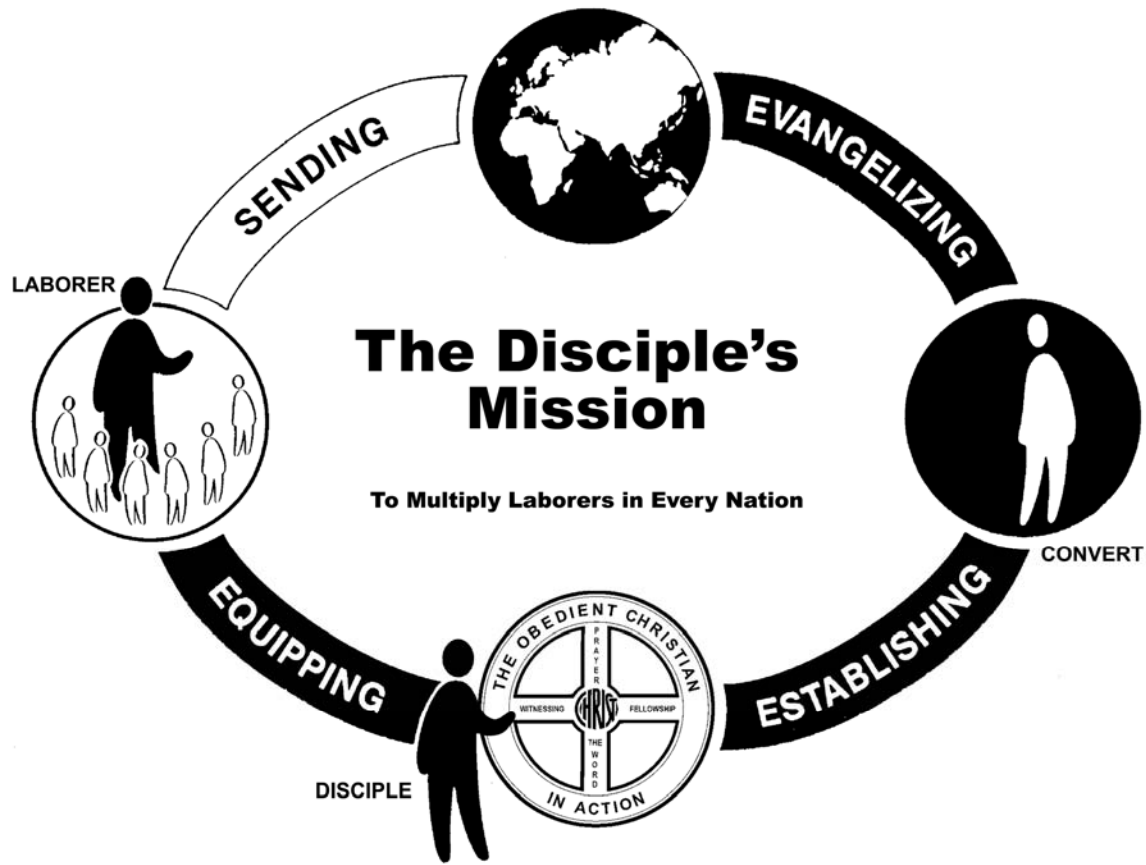 The Disciple's
Mission
To Multiply Laborers in Every Nation
SENDING
EVANGELIZING
LABORER
CONVERT
EQUIPPING
ESTABLISHING
DISCIPLE
THE OBEDIENT CHRISTIAN
IN ACTION
PRAYER
WITNESSING
CHRIST
FELLOWSHIP
THE WORD